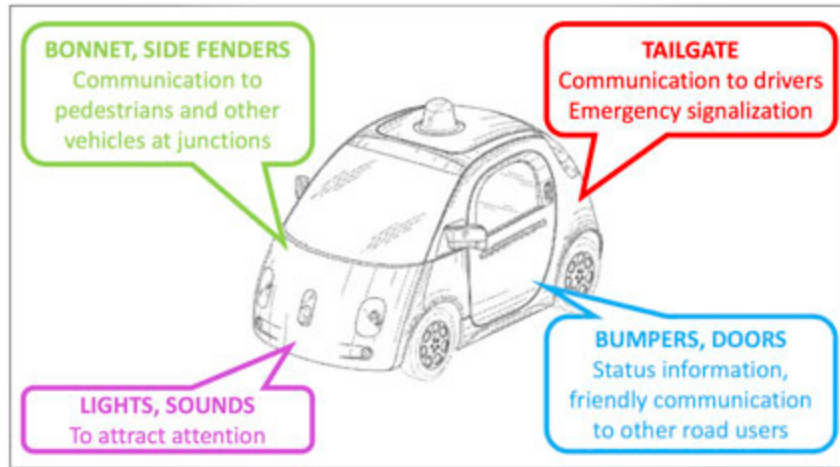 BONNET, SIDE FENDERS
Communication to
pedestrians and other
vehicles at junctions
TAILGATE
Communication to drivers
Emergency signalization
LIGHTS, SOUNDS
To attract attention
BUMPERS, DOORS
Status information,
friendly communication
to other road users